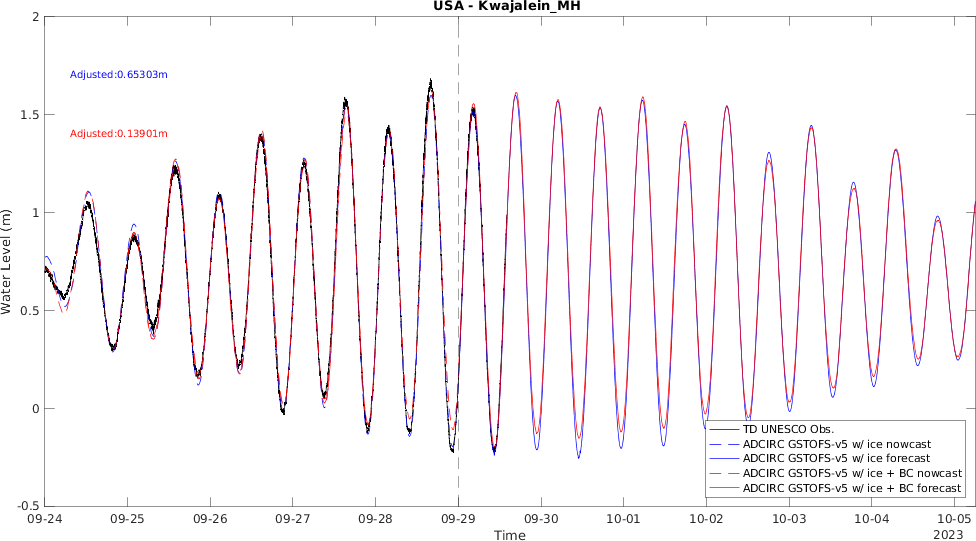 USA - Kwajalein_MH
2
1.5
1
0.5
0
-0.5
Water Level (m)
Adjusted:0.65303m
Adjusted:0.13901m
TD UNESCO Obs.
ADCIRC GSTOFS-v5 w/ ice nowcast
ADCIRC GSTOFS-v5 w/ ice forecast
ADCIRC GSTOFS-v5 w/ ice + BC nowcast
ADCIRC GSTOFS-v5 w/ ice + BC forecast
09-24 09-25 09-26 09-27 09-28 09-29 09-30 10-01 10-02 10-03 10-04 10-05
Time
2023